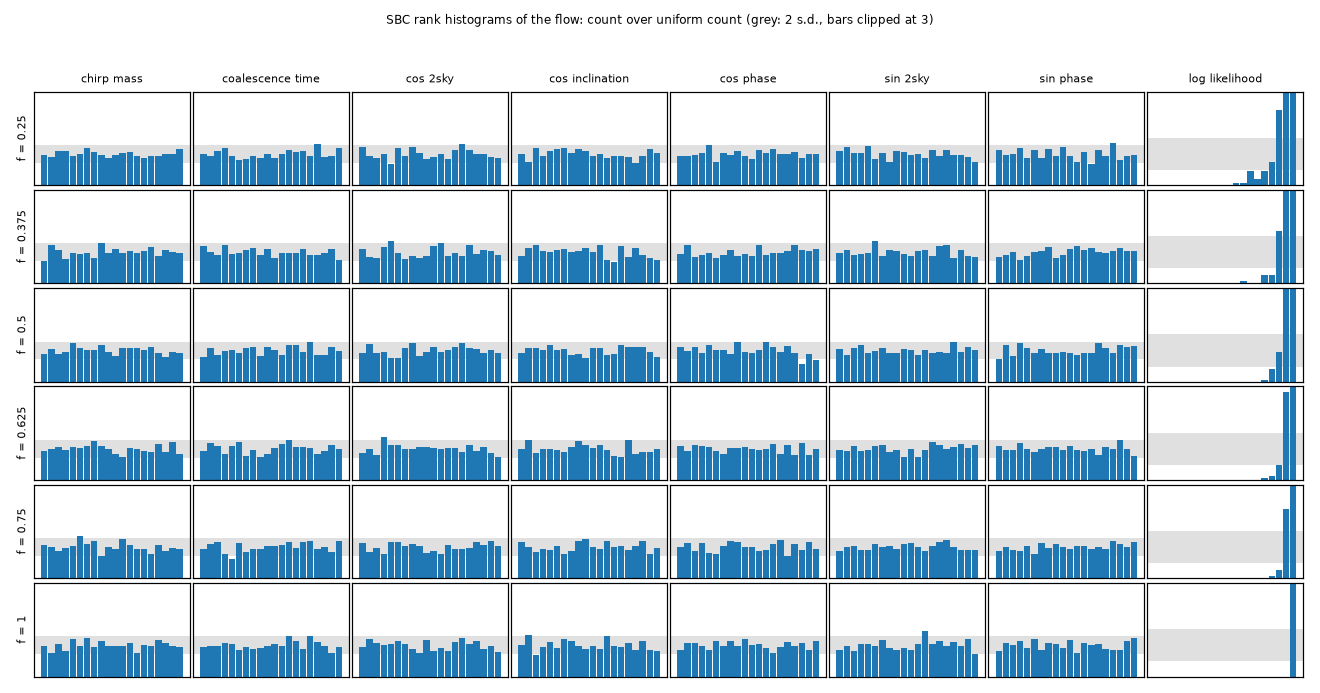 SBC rank histograms of the flow: count over uniform count (grey: 2 s.d., bars clipped at 3)
chirp mass coalescence time cos 2sky cos inclination cos phase sin 2sky sin phase log likelihood
f = 0.25
f = 0.375
f = 0.5
f = 0.625
f = 0.75
f = 1